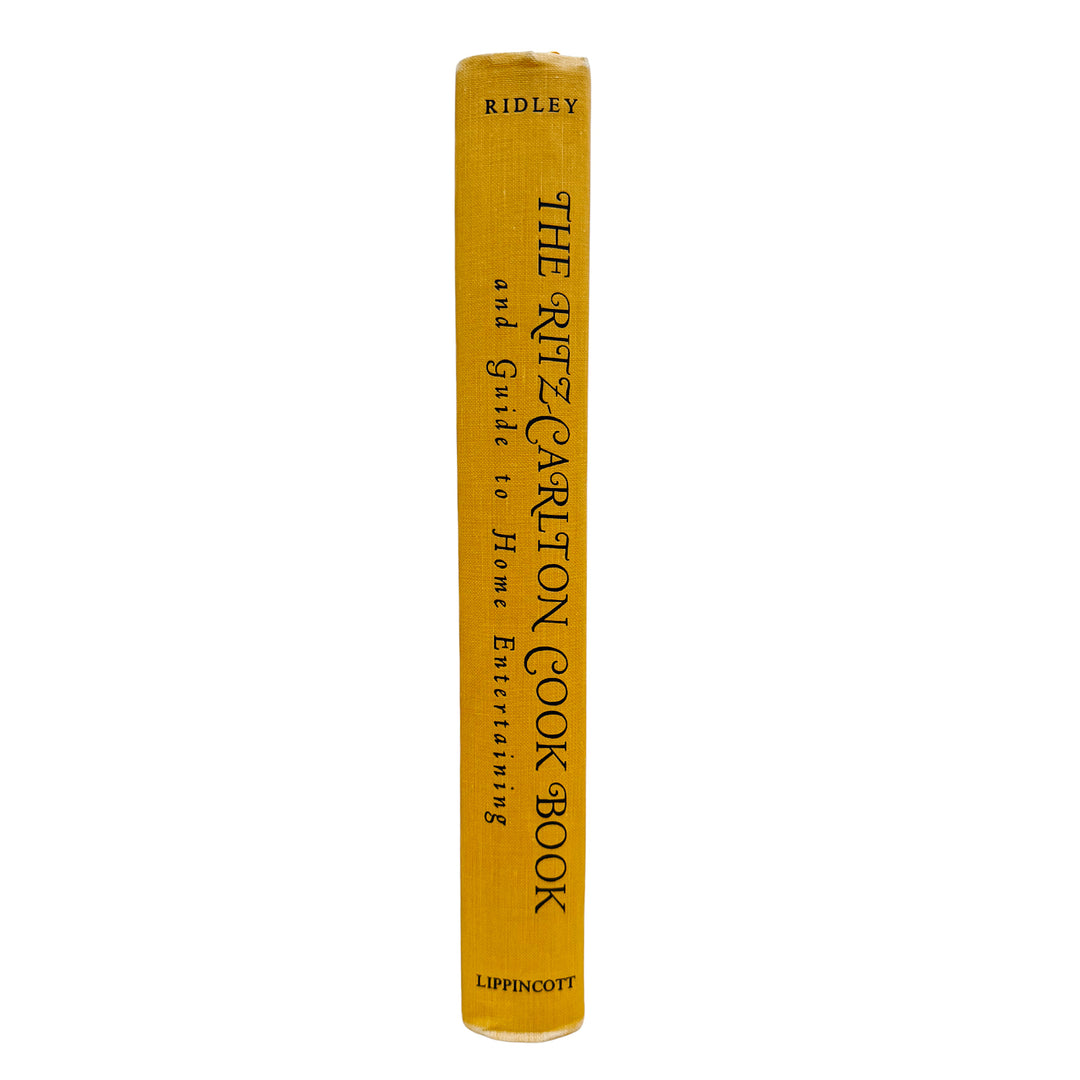 RIDLEY
THE RITZ-CARLTON COOK BOOK
and Guide to Home Entertaining
LIPPINCOTT